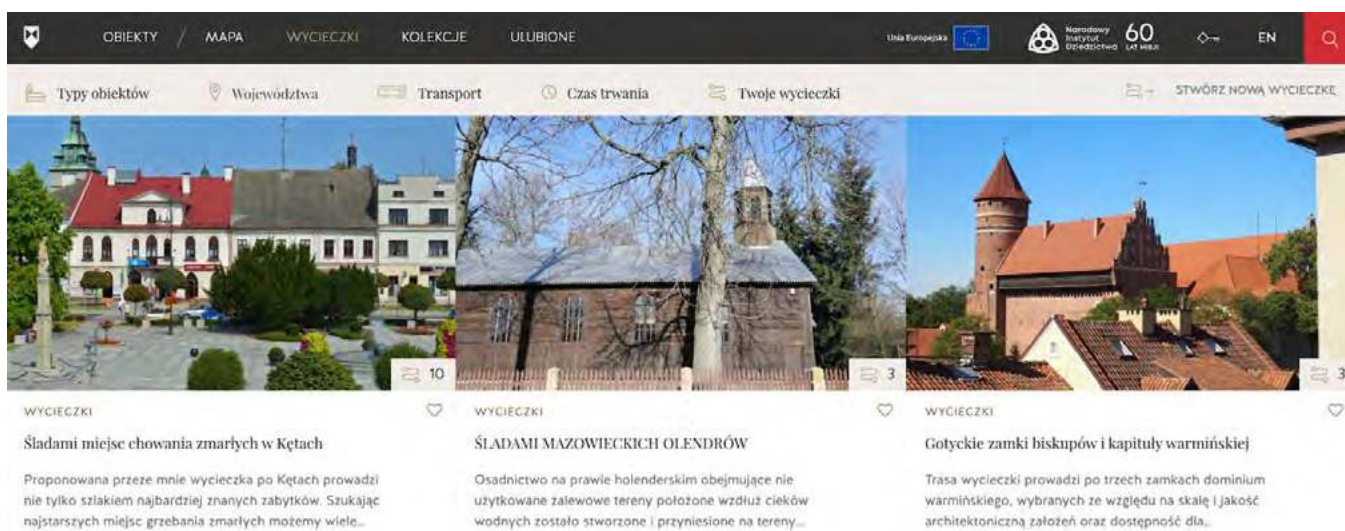 OBIEKTY / MAPA WYCIECZKI KOLEKCJE ULUBIONE Unia Europejska Narodowy Instytut Dziedzictwa 60 LAT MISJI EN
Typy obiektów Województwa Transport Czas trwania Twoje wycieczki STWÓRZ NOWĄ WYCIECZKĘ
10 3 3
WYCIECZKI
Śladami miejsc chowania zmarłych w Kętach
Proponowana przeze mnie wycieczka po Kętach prowadzi
nie tylko szlakiem najbardziej znanych zabytków. Szukając
najstarszych miejsc grzebania zmarłych możemy wiele...
WYCIECZKI
ŚLADAMI MAZOWIECKICH OLENDRÓW
Osadnictwo na prawie holenderskim obejmujące nie
użytkowane zalewowe tereny położone wzdłuż cieków
wodnych zostało stworzone i przyniesione na tereny...
WYCIECZKI
Gotyckie zamki biskupów i kapituły warmińskiej
Trasa wycieczki prowadzi po trzech zamkach dominium
warmińskiego, wybranych ze względu na skalę i jakość
architektoniczną założeń oraz dostępność dla...